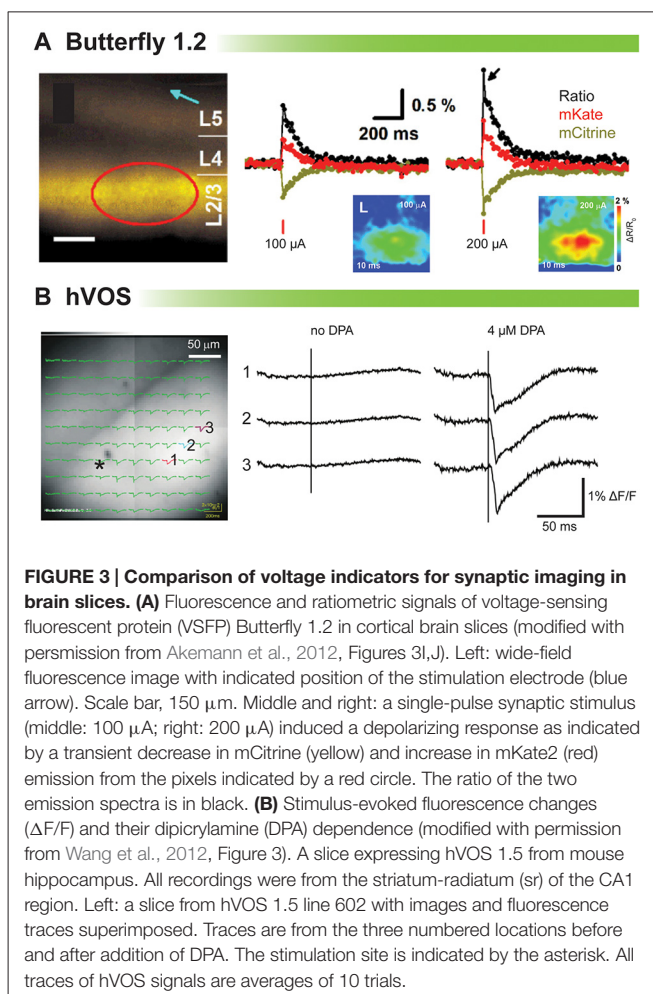 A Butterfly 1.2
L5
L4
L2/3
0.5 %
200 ms
Ratio
mKate
mCitrine
100 µA
L
100 µA
10 ms
200 µA
200 µA
10 ms
2 %
ΔR/R₀
0
B hVOS
50 µm
3
2
1
*
no DPA
4 µM DPA
1
2
3
1% ΔF/F
50 ms
FIGURE 3 | Comparison of voltage indicators for synaptic imaging in
brain slices. (A) Fluorescence and ratiometric signals of voltage-sensing
fluorescent protein (VSFP) Butterfly 1.2 in cortical brain slices (modified with
persmission from Akemann et al., 2012, Figures 3I,J). Left: wide-field
fluorescence image with indicated position of the stimulation electrode (blue
arrow). Scale bar, 150 µm. Middle and right: a single-pulse synaptic stimulus
(middle: 100 µA; right: 200 µA) induced a depolarizing response as indicated
by a transient decrease in mCitrine (yellow) and increase in mKate2 (red)
emission from the pixels indicated by a red circle. The ratio of the two
emission spectra is in black. (B) Stimulus-evoked fluorescence changes
(ΔF/F) and their dipicrylamine (DPA) dependence (modified with permission
from Wang et al., 2012, Figure 3). A slice expressing hVOS 1.5 from mouse
hippocampus. All recordings were from the striatum-radiatum (sr) of the CA1
region. Left: a slice from hVOS 1.5 line 602 with images and fluorescence
traces superimposed. Traces are from the three numbered locations before
and after addition of DPA. The stimulation site is indicated by the asterisk. All
traces of hVOS signals are averages of 10 trials.